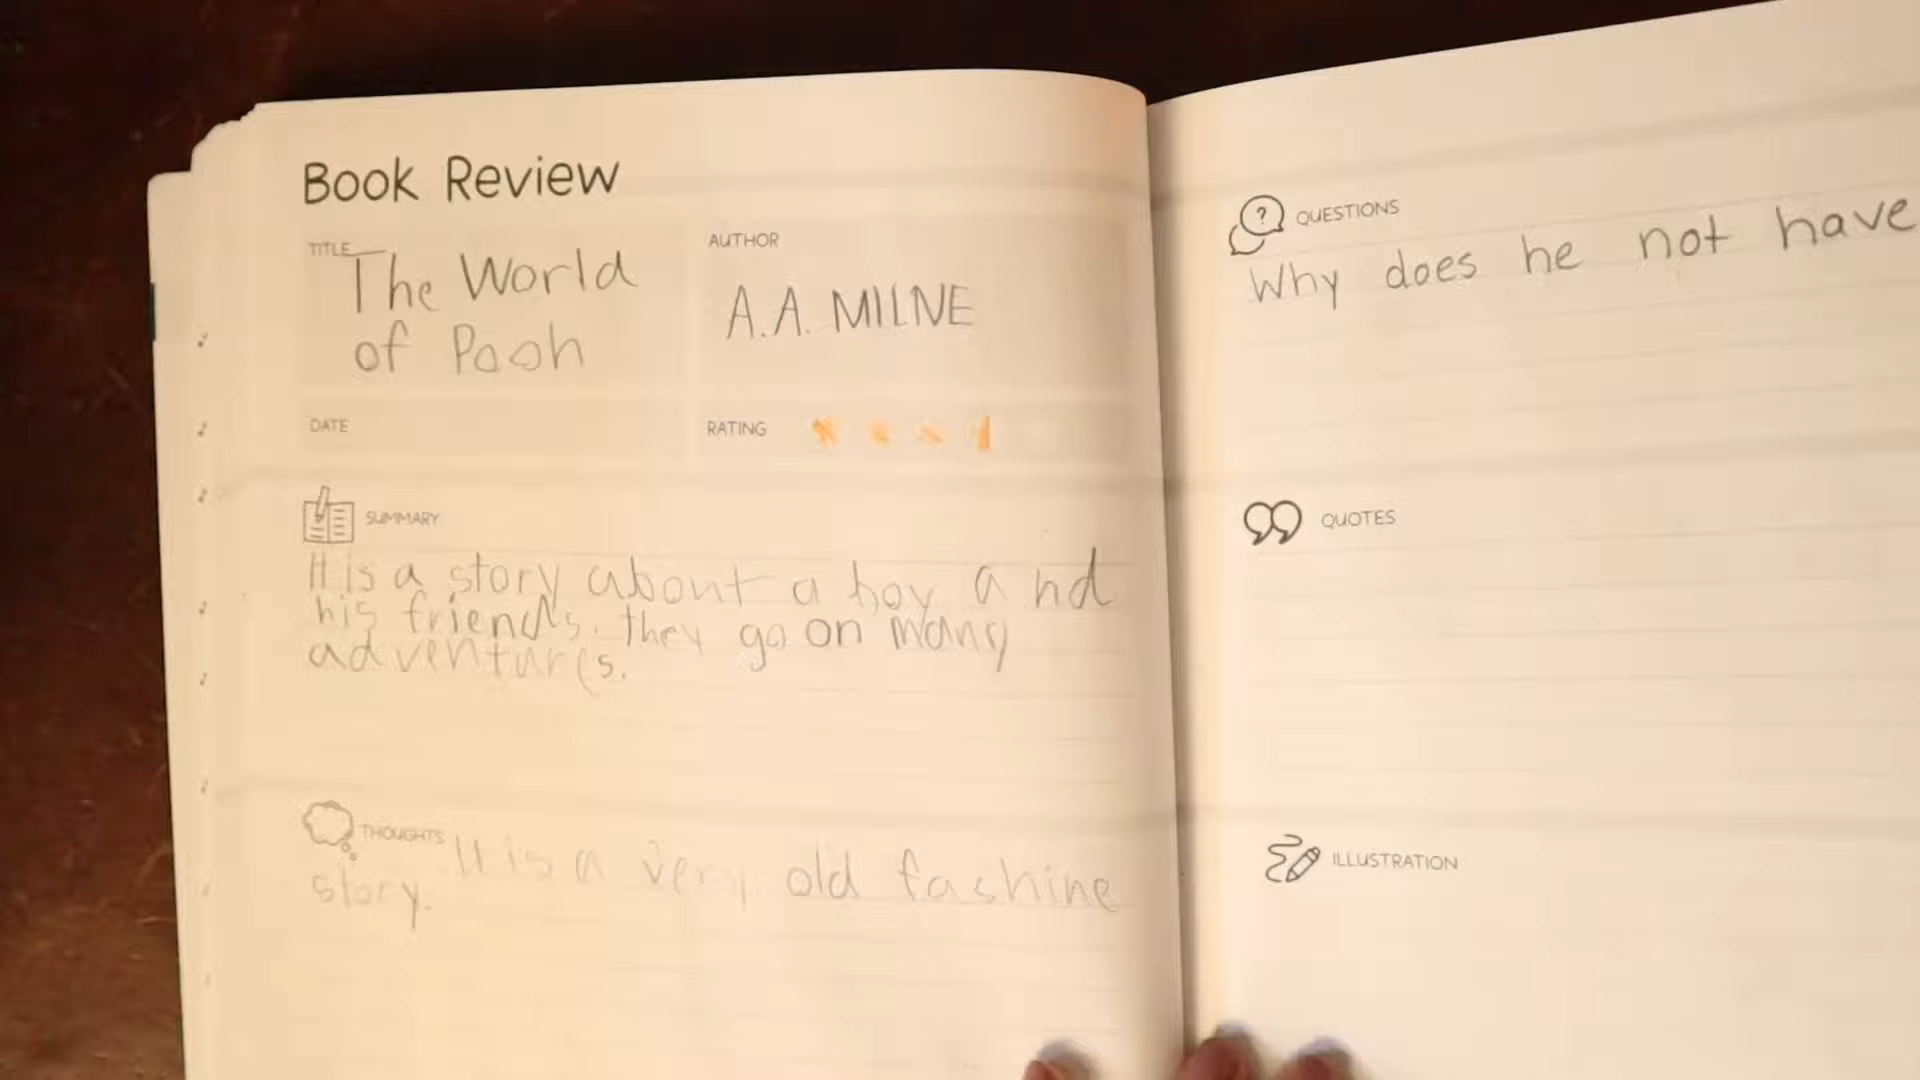 Book Review
TITLE
The World
of Pooh
AUTHOR
A.A. MILNE
DATE
RATING
SUMMARY
It is a story about a boy and
his friends. they go on many
adventures.
THOUGHTS
It is a very old fashine
story.
QUESTIONS
Why does he not have
QUOTES
ILLUSTRATION